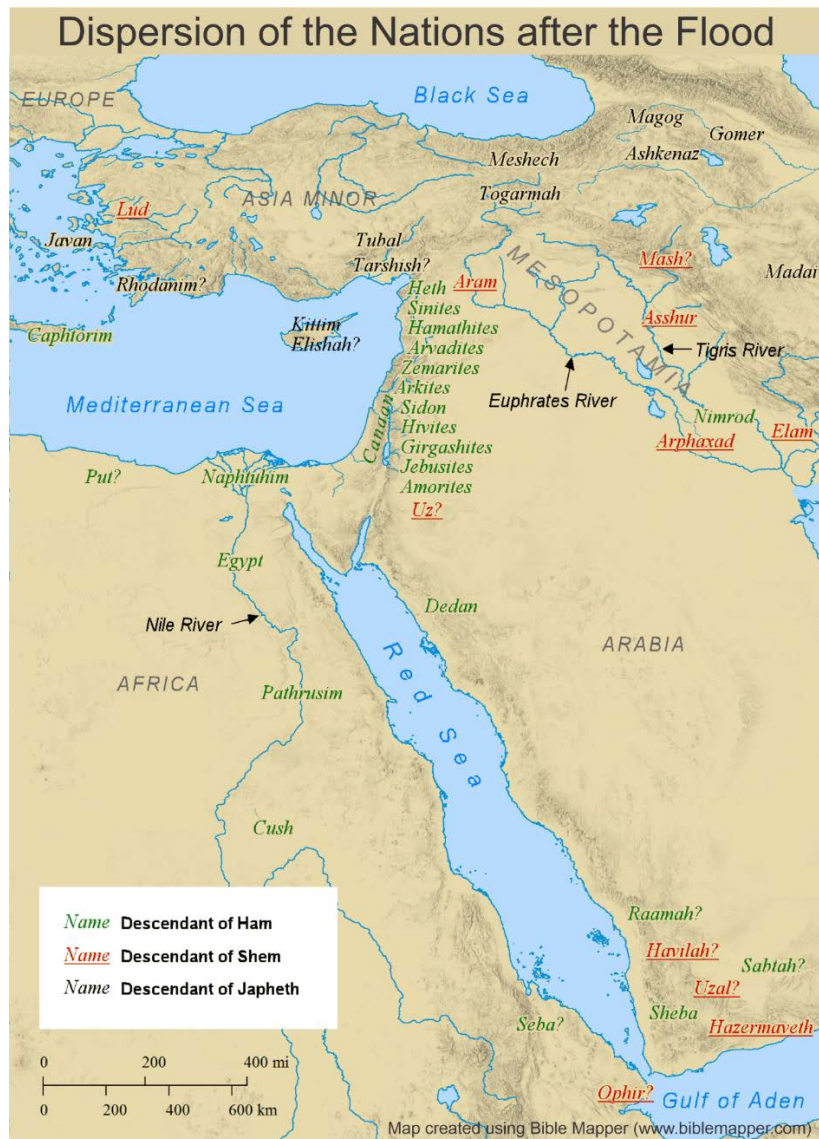 Dispersion of the Nations after the Flood
EUROPE
Black Sea
Magog
Gomer
Meshech
Ashkenaz
ASIA MINOR
Togarmah
Lud
Javan
Tubal
Tarshish?
Rhodanim?
Aram
MESOPOTAMIA
Mash?
Madai
Heth
Sinites
Hamathites
Arvadites
Zemarites
Arkites
Sidon
Hivites
Girgashites
Jebusites
Amorites
Canaan
Uz?
Asshur
Tigris River
Caphtorim
Kittim
Elishah?
Euphrates River
Mediterranean Sea
Nimrod
Arphaxad
Elam
Put?
Naphtuhim
Egypt
Nile River
Dedan
Red Sea
ARABIA
AFRICA
Pathrusim
Cush
Raamah?
Havilah?
Sabtah?
Uzal?
Sheba
Seba?
Hazermaveth
Ophir?
Gulf of Aden
Name Descendant of Ham
Name Descendant of Shem
Name Descendant of Japheth
0 200 400 mi
0 200 400 600 km
Map created using Bible Mapper (www.biblemapper.com)